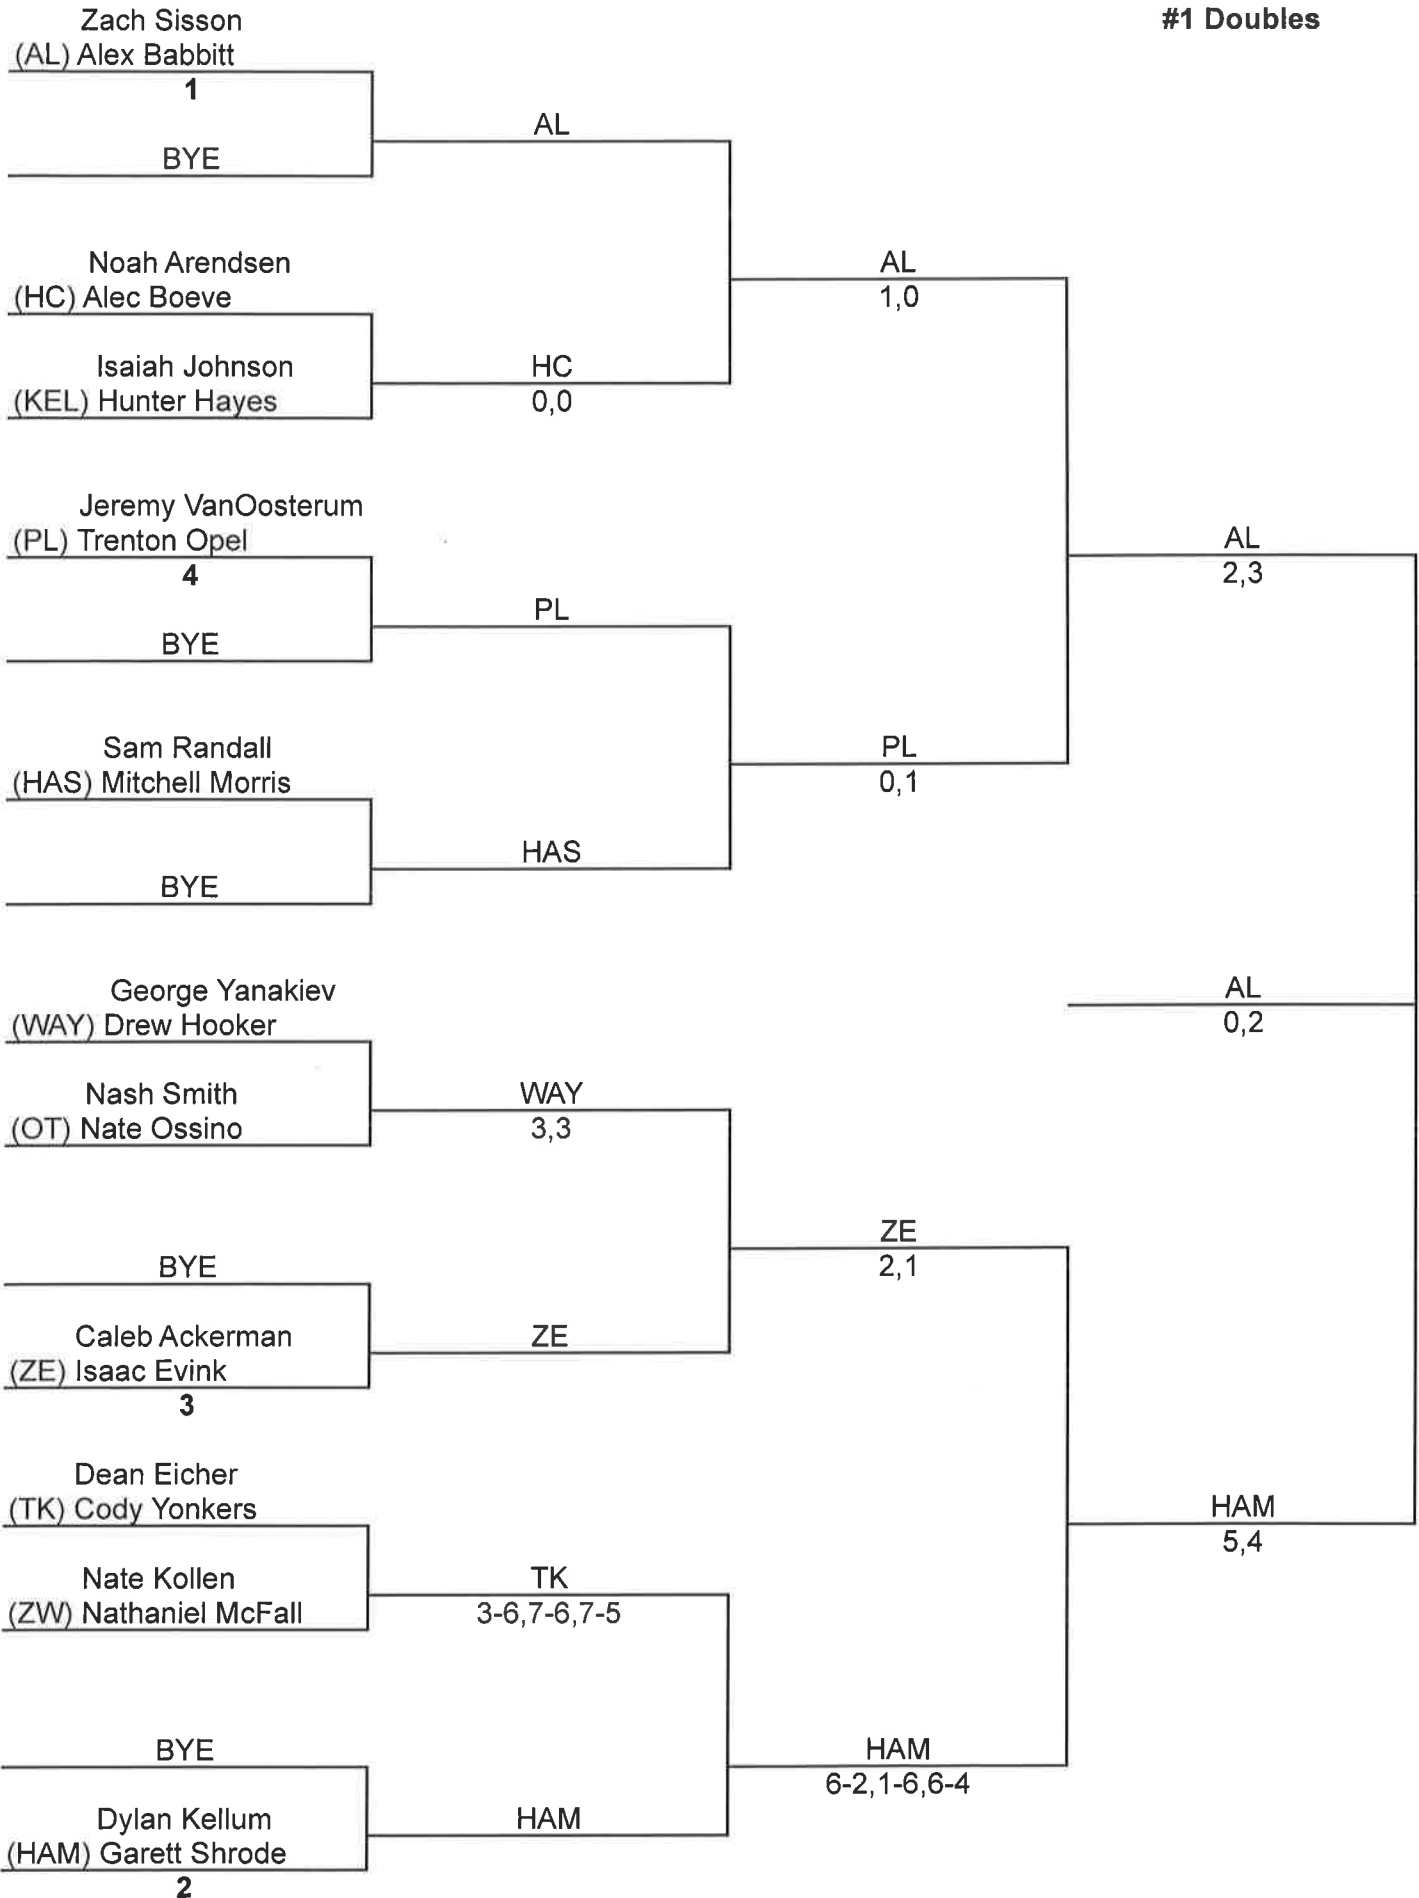 #1 Doubles
Zach Sisson
(AL) Alex Babbitt
1
BYE
AL
Noah Arendsen
(HC) Alec Boeve
Isaiah Johnson
(KEL) Hunter Hayes
HC
0,0
AL
1,0
Jeremy VanOosterum
(PL) Trenton Opel
4
BYE
PL
Sam Randall
(HAS) Mitchell Morris
BYE
HAS
PL
0,1
AL
2,3
George Yanakiev
(WAY) Drew Hooker
Nash Smith
(OT) Nate Ossino
WAY
3,3
BYE
Caleb Ackerman
(ZE) Isaac Evink
3
ZE
ZE
2,1
Dean Eicher
(TK) Cody Yonkers
Nate Kollen
(ZW) Nathaniel McFall
TK
3-6,7-6,7-5
BYE
Dylan Kellum
(HAM) Garett Shrode
2
HAM
HAM
6-2,1-6,6-4
HAM
5,4
AL
0,2